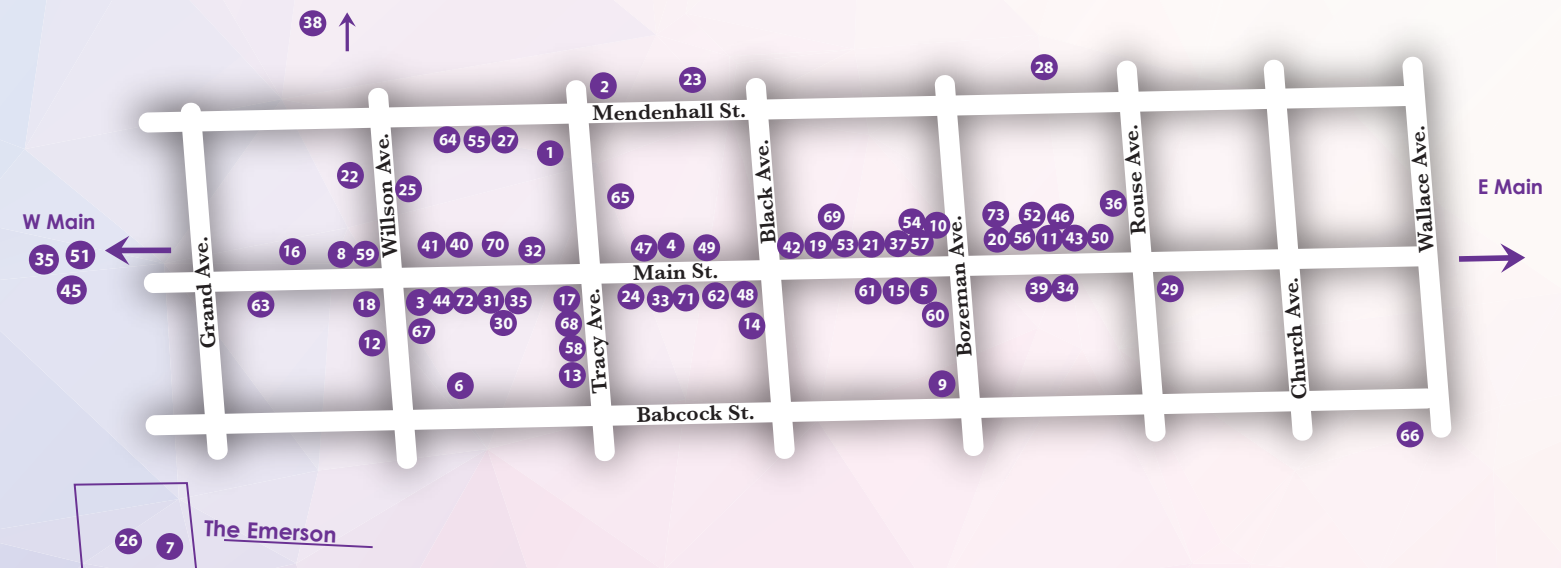 38
2
23
28
Mendenhall St.
64 55 27
1
22
Willson Ave.
25
65
Black Ave.
Rouse Ave.
Wallace Ave.
E Main
W Main
35 51
45
16
8 59
41 40 70 32
47 4 49
69
54 10
42 19 53 21 37 57
73 52 46
36
20 56 11 43 50
Main St.
Grand Ave.
63
18
12
3 44 72 31 35
67
30
17
68
58
13
Tracy Ave.
6
24 33 71 62 48
14
61 15 5
60
9
Bozeman Ave.
39 34
29
Church Ave.
Babcock St.
66
The Emerson
26 7